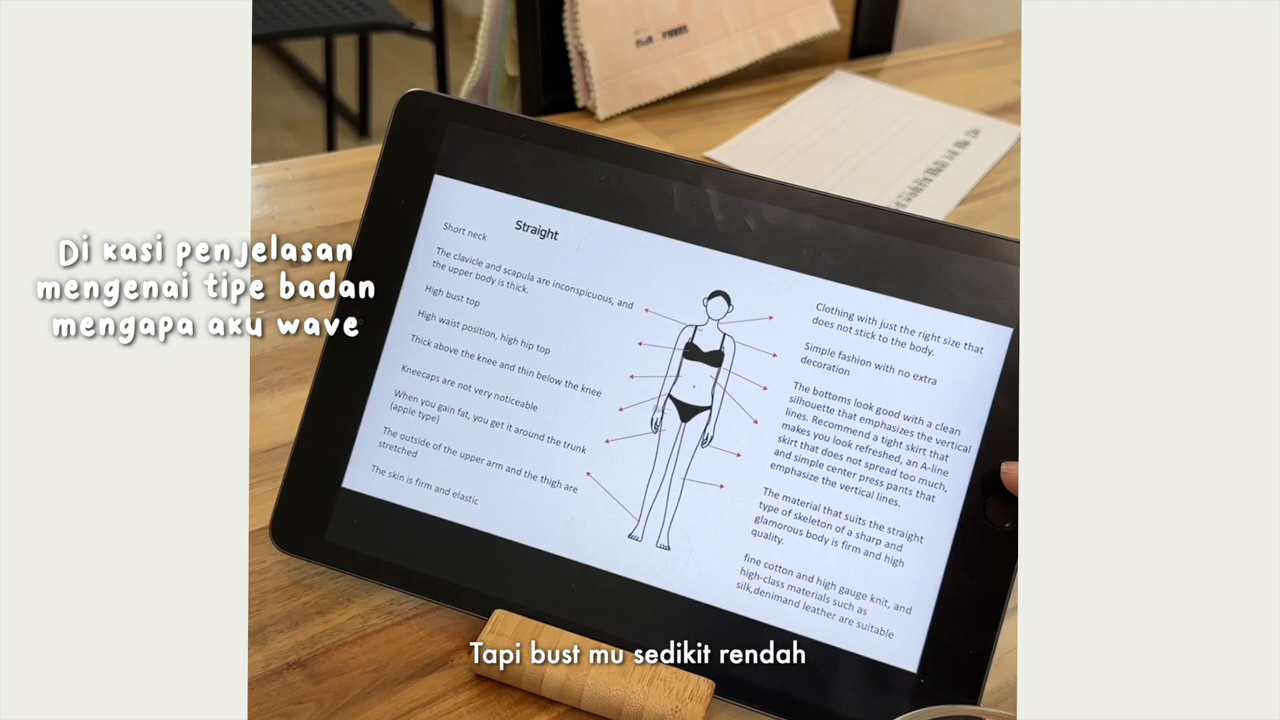 Di kasi penjelasan
mengenai tipe badan
mengapa aku wave
Straight
Short neck
The clavicle and scapula are inconspicuous, and
the upper body is thick.
High bust top
High waist position, high hip top
Thick above the knee and thin below the knee
Kneecaps are not very noticeable
When you gain fat, you get it around the trunk
(apple type)
The outside of the upper arm and the thigh are
stretched
The skin is firm and elastic
Clothing with just the right size that
does not stick to the body.
Simple fashion with no extra
decoration
The bottoms look good with a clean
silhouette that emphasizes the vertical
lines. Recommend a tight skirt that
makes you look refreshed, an A-line
skirt that does not spread too much,
and simple center press pants that
emphasize the vertical lines.
The material that suits the straight
type of skeleton of a sharp and
glamorous body is firm and high
quality.
fine cotton and high gauge knit, and
high-class materials such as
silk,denimand leather are suitable
Tapi bust mu sedikit rendah